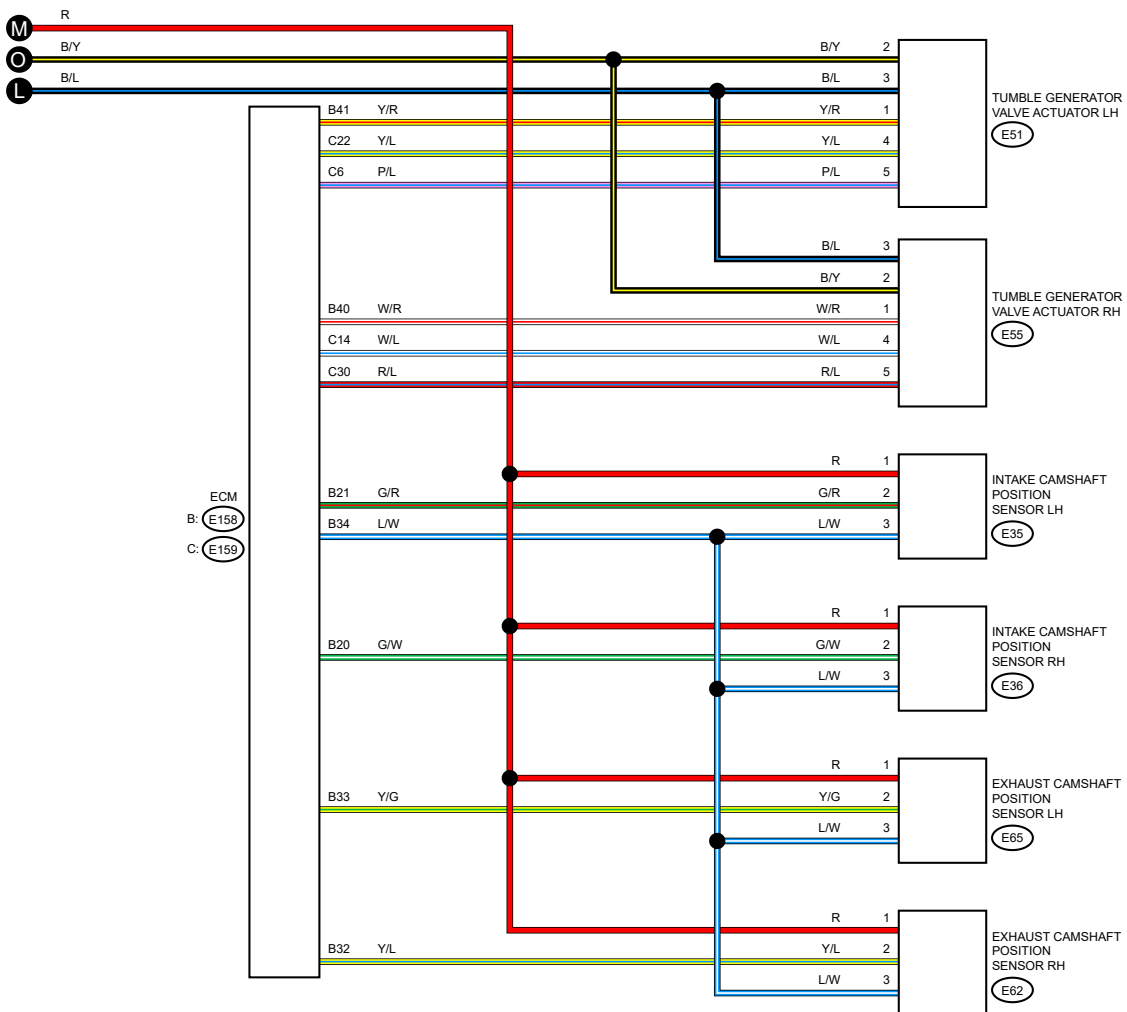 M R
O B/Y B/Y 2
L B/L B/L 3
TUMBLE GENERATOR
VALVE ACTUATOR LH
E51
B41 Y/R Y/R 1
C22 Y/L Y/L 4
C6 P/L P/L 5
B/L 3
B/Y 2
TUMBLE GENERATOR
VALVE ACTUATOR RH
E55
B40 W/R W/R 1
C14 W/L W/L 4
C30 R/L R/L 5
R 1
INTAKE CAMSHAFT
POSITION
SENSOR LH
E35
ECM
B: E158
C: E159
B21 G/R G/R 2
B34 L/W L/W 3
R 1
INTAKE CAMSHAFT
POSITION
SENSOR RH
E36
B20 G/W G/W 2
L/W 3
R 1
EXHAUST CAMSHAFT
POSITION
SENSOR LH
E65
B33 Y/G Y/G 2
L/W 3
R 1
EXHAUST CAMSHAFT
POSITION
SENSOR RH
E62
B32 Y/L Y/L 2
L/W 3